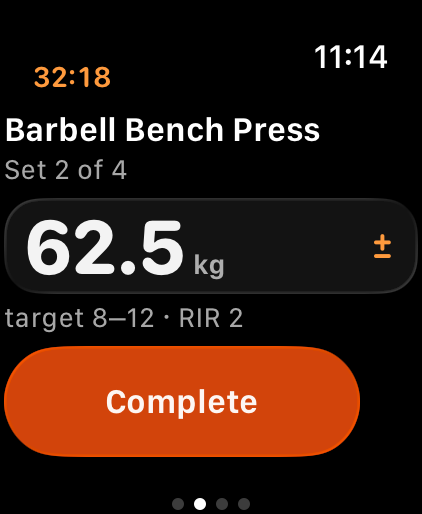 11:14
32:18
Barbell Bench Press
Set 2 of 4
62.5 kg ±
target 8–12 · RIR 2
Complete